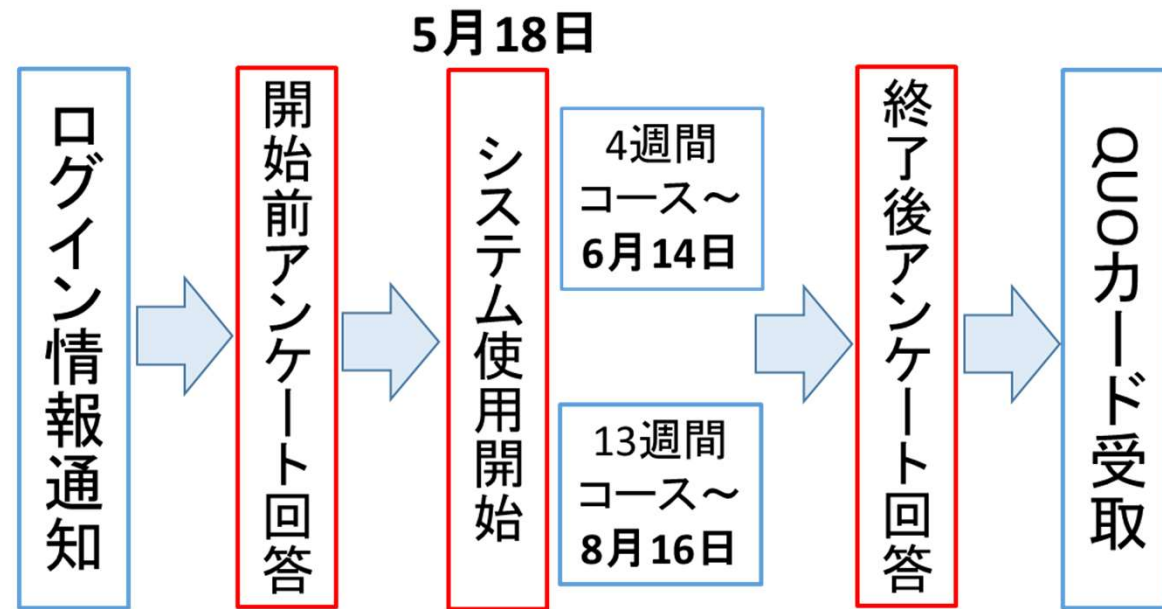 5月18日
ログイン情報通知
開始前アンケート回答
システム使用開始
4週間
コース～
6月14日
13週間
コース～
8月16日
終了後アンケート回答
QUOカード受取